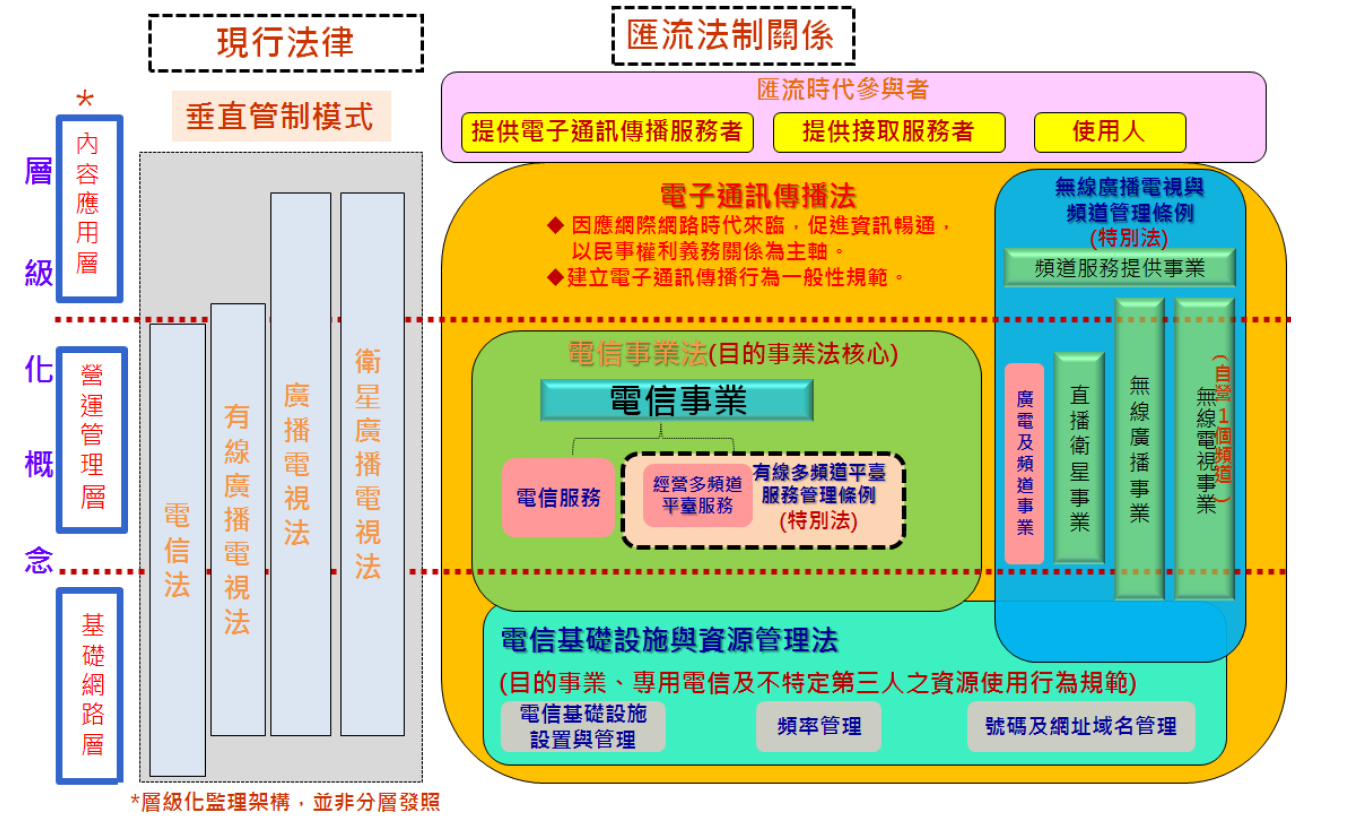 現行法律
匯流法制關係
*
垂直管制模式
匯流時代參與者
提供電子通訊傳播服務者
提供接取服務者
使用人
層級化概念
內容應用層
營運管理層
基礎網路層
電信法
有線廣播電視法
廣播電視法
衛星廣播電視法
電子通訊傳播法
◆ 因應網際網路時代來臨，促進資訊暢通，
以民事權利義務關係為主軸。
◆建立電子通訊傳播行為一般性規範。
無線廣播電視與
頻道管理條例
(特別法)
頻道服務提供事業
廣電及頻道事業
直播衛星事業
無線廣播事業
無線電視事業
(自營1個頻道)
電信事業法(目的事業法核心)
電信事業
電信服務
經營多頻道
平臺服務
有線多頻道平臺
服務管理條例
(特別法)
電信基礎設施與資源管理法
(目的事業、專用電信及不特定第三人之資源使用行為規範)
電信基礎設施
設置與管理
頻率管理
號碼及網址域名管理
*層級化監理架構，並非分層發照